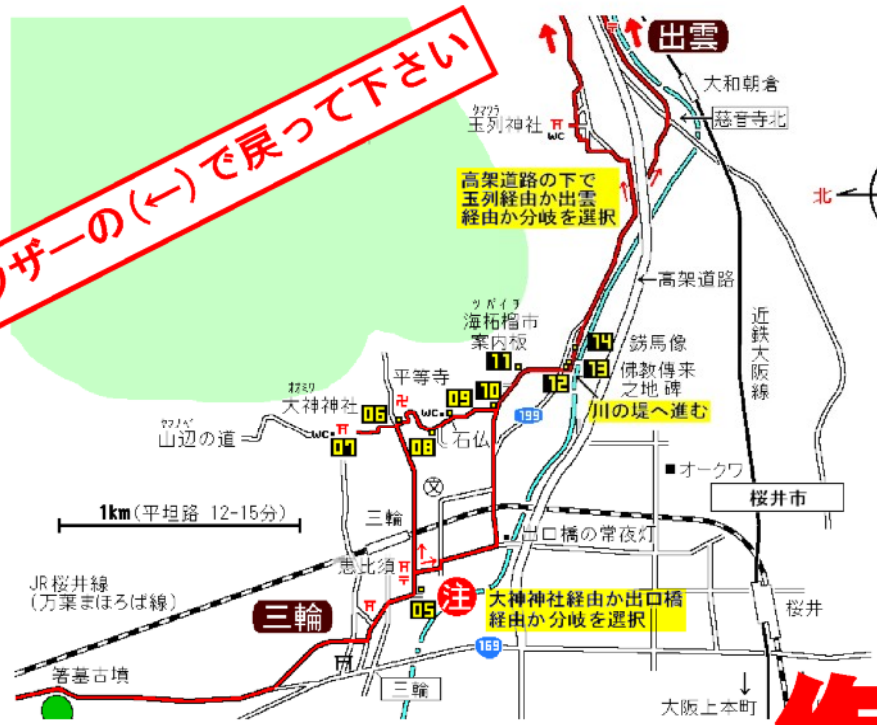 ウザーの(←)で戻って下さい
出雲
大和朝倉
慈音寺北
タマツラ
玉列神社
WC
高架道路の下で
玉列経由か出雲
経由か分岐を選択
北
←高架道路
ツバイチ
海柘榴市
案内板
近鉄大阪線
14
鏡馬像
11
13
佛教傳来
之地碑
12
平等寺
09
10
大神神社
06
WC
199
川の堤へ進む
ヤマノベ
山辺の道
WC
07
08
石仏
文
オークワ
桜井市
1km(平坦路 12-15分)
三輪
出口橋の常夜灯
恵比須
JR桜井線
(万葉まほろば線)
05
注
大神神社経由か出口橋
経由か分岐を選択
桜井
三輪
169
箸墓古墳
三輪
大阪上本町